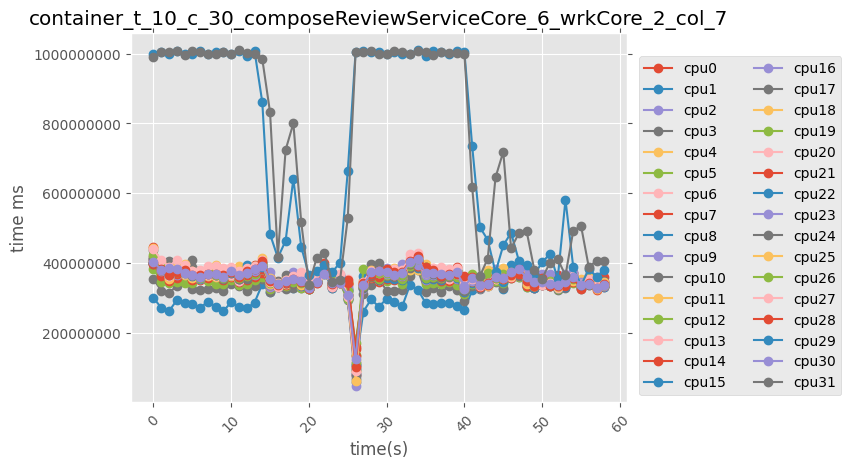 container_t_10_c_30_composeReviewServiceCore_6_wrkCore_2_col_7
time ms
1000000000
800000000
600000000
400000000
200000000
0
10
20
30
40
50
60
time(s)
cpu0
cpu1
cpu2
cpu3
cpu4
cpu5
cpu6
cpu7
cpu8
cpu9
cpu10
cpu11
cpu12
cpu13
cpu14
cpu15
cpu16
cpu17
cpu18
cpu19
cpu20
cpu21
cpu22
cpu23
cpu24
cpu25
cpu26
cpu27
cpu28
cpu29
cpu30
cpu31